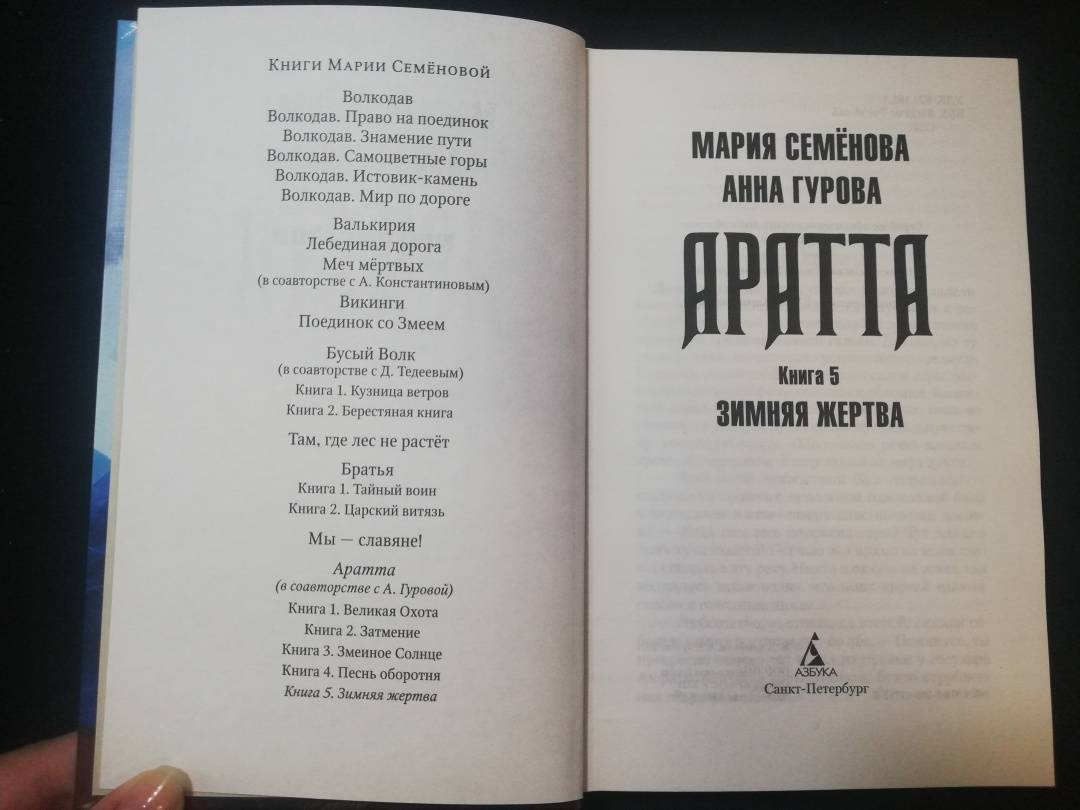 Книги Марии Семёновой
Волкодав
Волкодав. Право на поединок
Волкодав. Знамение пути
Волкодав. Самоцветные горы
Волкодав. Истовик-камень
Волкодав. Мир по дороге
Валькирия
Лебединая дорога
Меч мёртвых
(в соавторстве с А. Константиновым)
Викинги
Поединок со Змеем
Бусый Волк
(в соавторстве с Д. Тедеевым)
Книга 1. Кузница ветров
Книга 2. Берестяная книга
Там, где лес не растёт
Братья
Книга 1. Тайный воин
Книга 2. Царский витязь
Мы — славяне!
Аратта
(в соавторстве с А. Гуровой)
Книга 1. Великая Охота
Книга 2. Затмение
Книга 3. Змеиное Солнце
Книга 4. Песнь оборотня
Книга 5. Зимняя жертва
МАРИЯ СЕМЁНОВА
АННА ГУРОВА
АРАТТА
Книга 5
ЗИМНЯЯ ЖЕРТВА
АЗБУКА
Санкт-Петербург